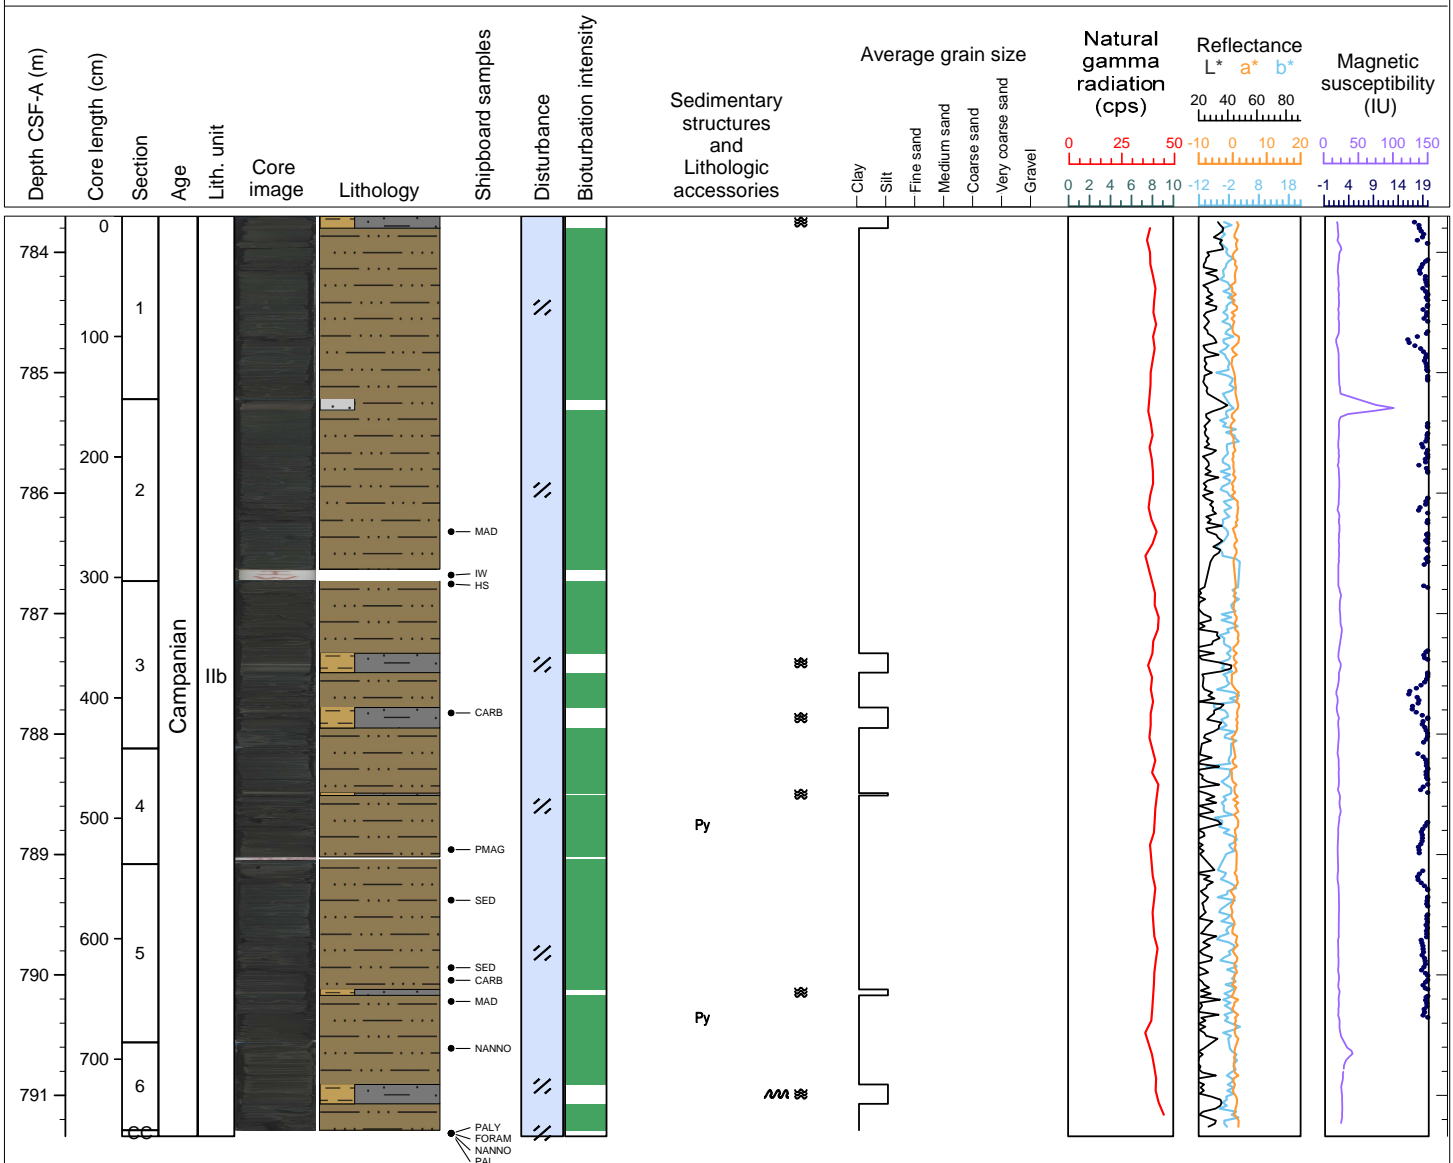 Depth CSF-A (m)
Core length (cm)
Section
Age
Lith. unit
Core
image
Lithology
Shipboard samples
Disturbance
Bioturbation intensity
Sedimentary
structures
and
Lithologic
accessories
Average grain size
Clay
Silt
Fine sand
Medium sand
Coarse sand
Very coarse sand
Gravel
Natural
gamma
radiation
(cps)
0 25 50
0 2 4 6 8 10
Reflectance
L* a* b*
20 40 60 80
-10 0 10 20
-12 -2 8 18
Magnetic
susceptibility
(IU)
0 50 100 150
-1 4 9 14 19
784
785
786
787
788
789
790
791
0
100
200
300
400
500
600
700
1
2
3
4
5
6
CC
Campanian
IIb
MAD
IW
HS
CARB
PMAG
SED
SED
CARB
MAD
NANNO
PALY
FORAM
NANNO
PAL
Py
Py